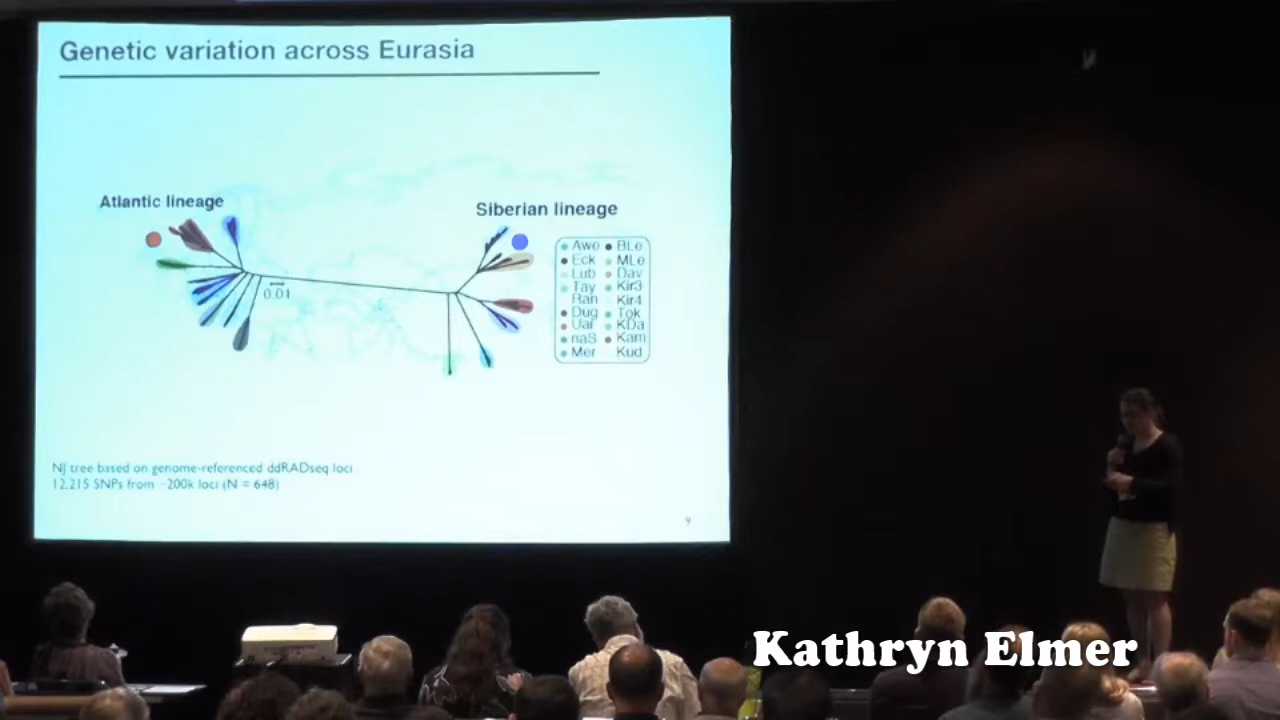 Genetic variation across Eurasia
Atlantic lineage
Siberian lineage
0.01
Awe BLe
Eck MLe
Lub Dav
Tay Kir3
Ran Kir4
Dug Tok
Uai KDa
naS Kam
Mer Kud
NJ tree based on genome-referenced ddRADseq loci
12,215 SNPs from ~200k loci (N = 648)
9
Kathryn Elmer